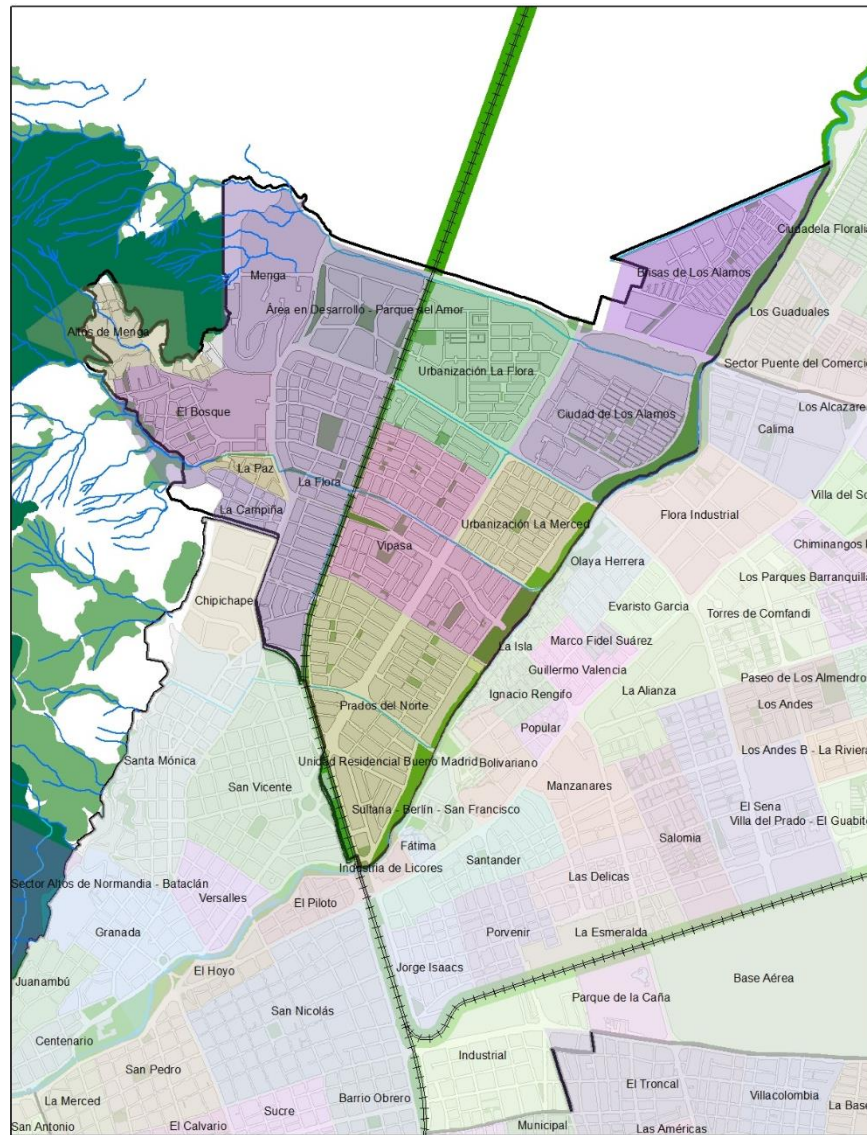 Ciudadela Floralia
Menga
Brisas de Los Alamos
Área en Desarrollo - Parque del Amor
Los Guaduales
Altos de Menga
Sector Puente del Comerci
Urbanización La Flora
El Bosque
Ciudad de Los Alamos
Los Alcazare
Calima
La Paz
La Flora
Villa del So
La Campiña
Flora Industrial
Urbanización La Merced
Chiminangos
Vipasa
Olaya Herrera
Los Parques Barranquilla
Chipichape
Evaristo Garcia
Torres de Comfandi
Marco Fidel Suárez
La Isla
Guillermo Valencia
Paseo de Los Almendro
Ignacio Rengifo
La Alianza
Los Andes
Prados del Norte
Popular
Los Andes B - La Riviera
Santa Mónica
Unidad Residencial Bueno Madrid
Bolivariano
San Vicente
Manzanares
El Sena
Sultana - Berlín - San Francisco
Villa del Prado - El Guabito
Salomia
Fátima
Santander
Industria de Licores
Las Delicas
Sector Altos de Normandia - Bataclán
Versalles
El Piloto
Granada
Porvenir
La Esmeralda
Jorge Isaacs
El Hoyo
Base Aérea
Juanambú
Parque de la Caña
San Nicolás
Centenario
Industrial
San Pedro
El Troncal
Villacolombia
La Merced
Barrio Obrero
La Base
Sucre
San Antonio
El Calvario
Municipal
Las Américas